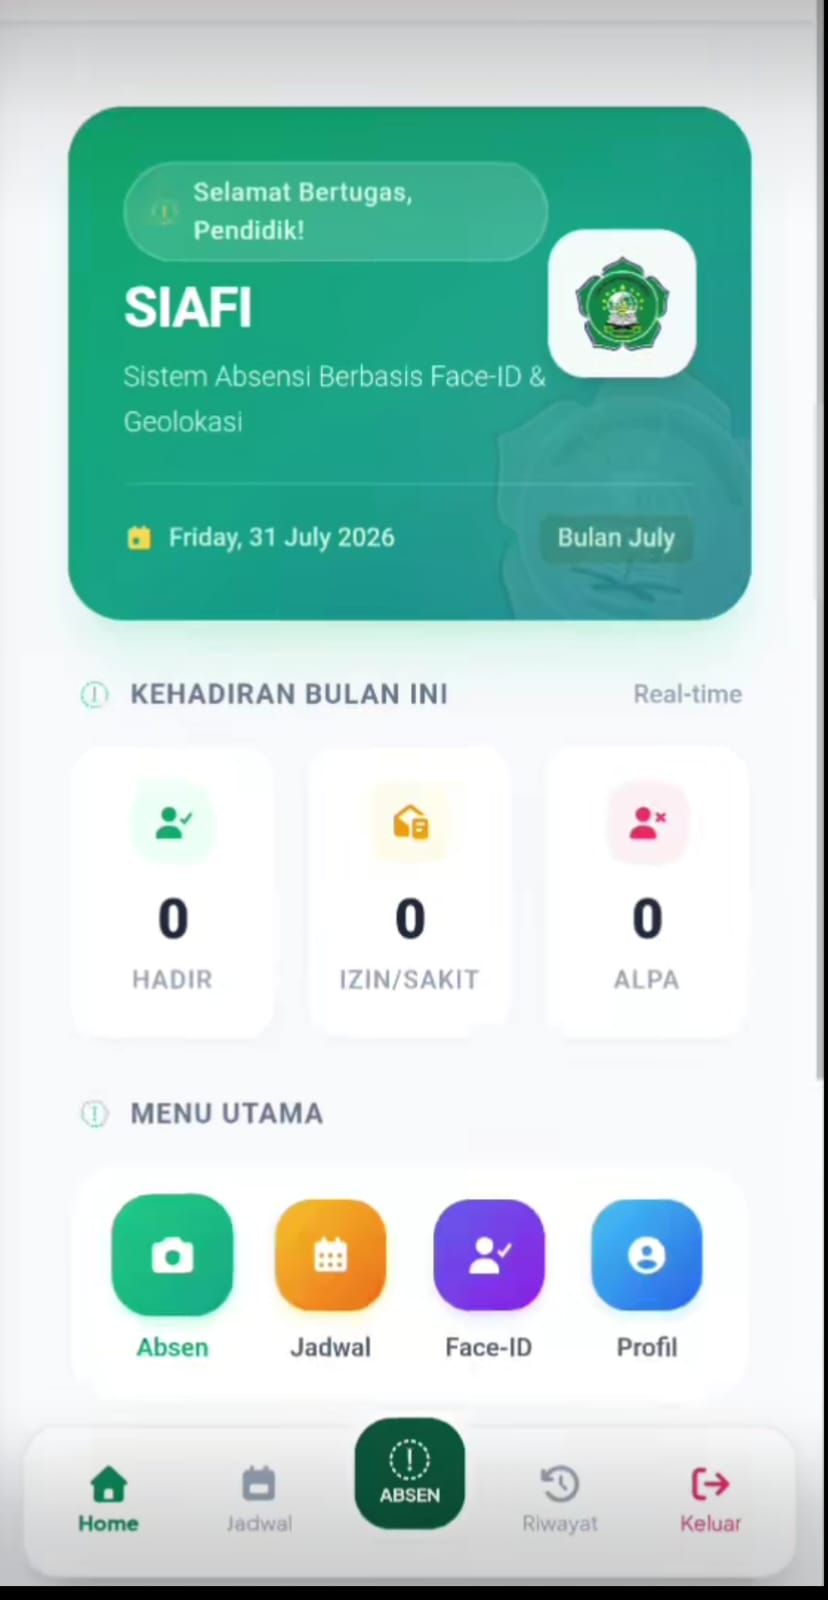 Selamat Bertugas,
Pendidik!
SIAFI
Sistem Absensi Berbasis Face-ID &
Geolokasi
Friday, 31 July 2026
Bulan July
KEHADIRAN BULAN INI
Real-time
0
0
0
HADIR
IZIN/SAKIT
ALPA
MENU UTAMA
Absen
Jadwal
Face-ID
Profil
ABSEN
Home
Jadwal
Riwayat
Keluar